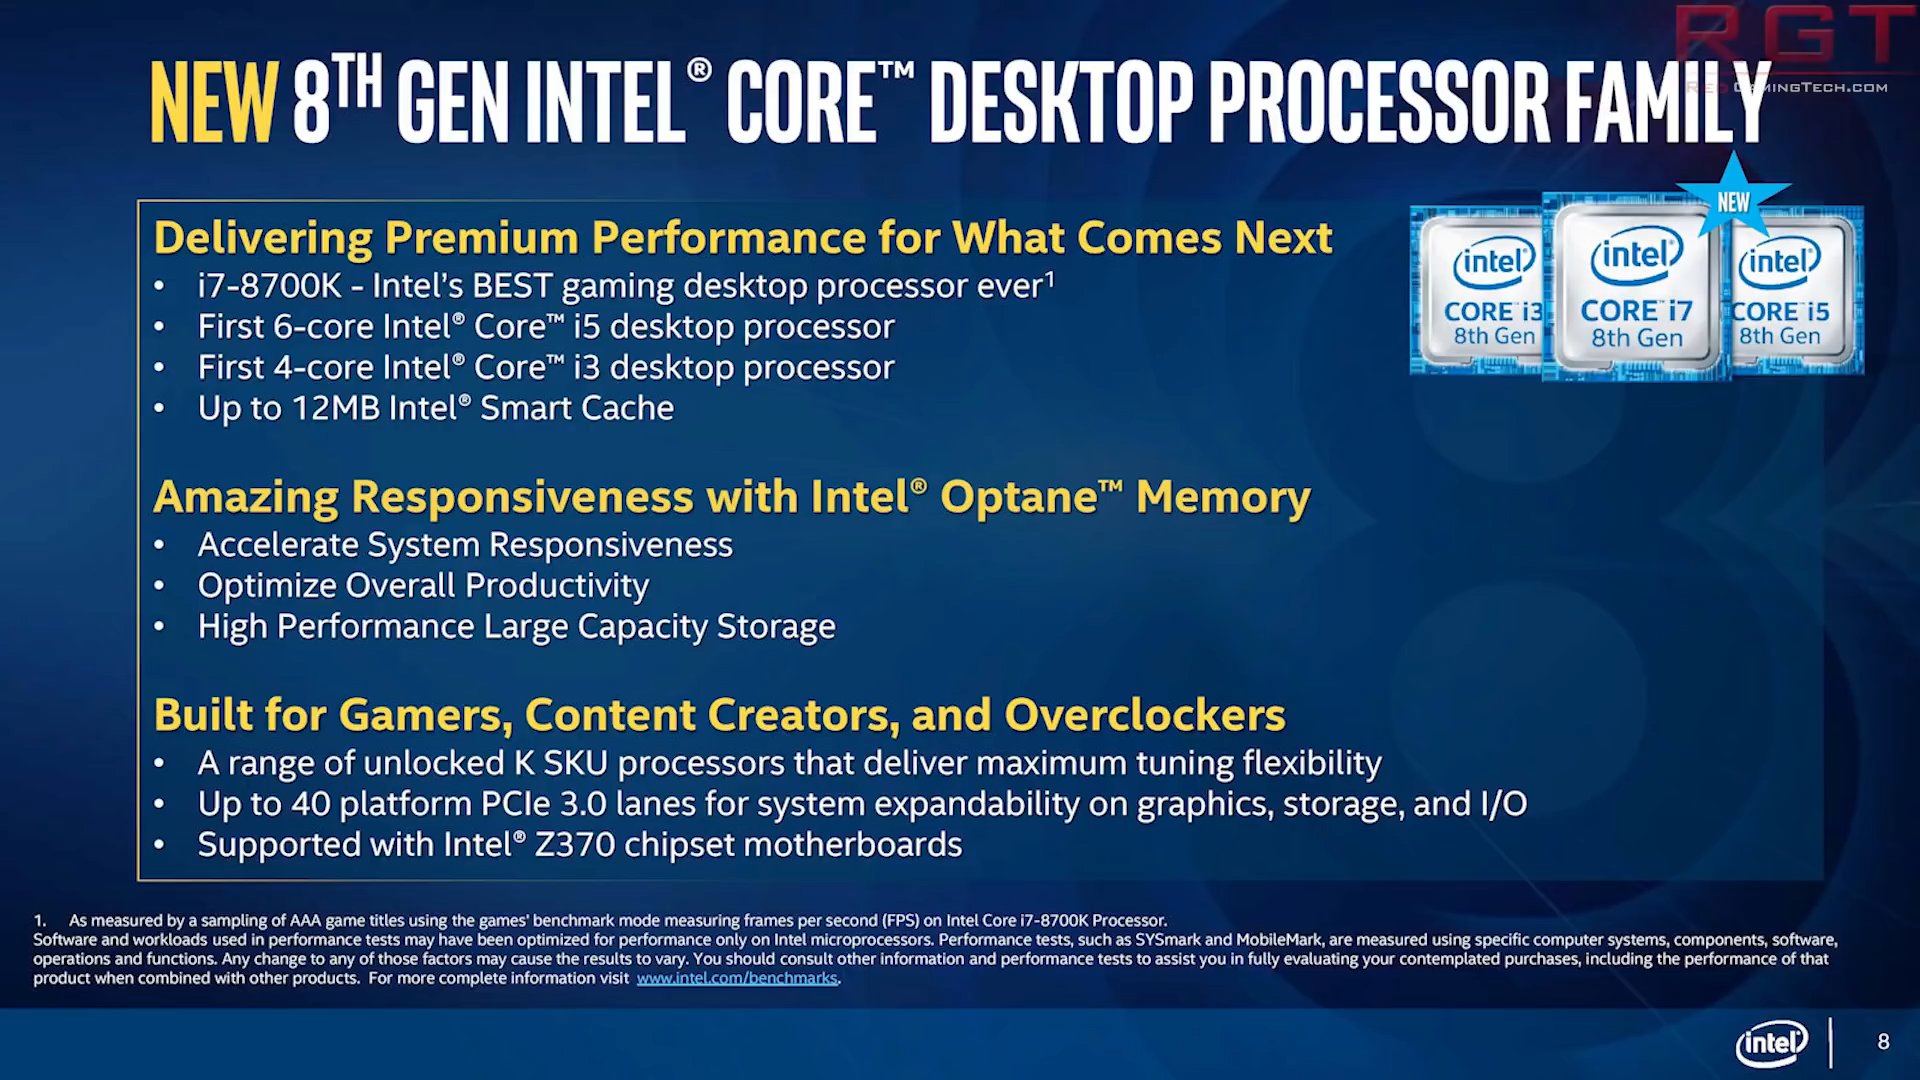 RGT
RedGamingTech.com
NEW 8TH GEN INTEL® CORE™ DESKTOP PROCESSOR FAMILY
NEW
intel®
CORE™ i3
8th Gen
intel®
CORE™ i7
8th Gen
intel®
CORE™ i5
8th Gen
Delivering Premium Performance for What Comes Next
• i7-8700K - Intel's BEST gaming desktop processor ever¹
• First 6-core Intel® Core™ i5 desktop processor
• First 4-core Intel® Core™ i3 desktop processor
• Up to 12MB Intel® Smart Cache
Amazing Responsiveness with Intel® Optane™ Memory
• Accelerate System Responsiveness
• Optimize Overall Productivity
• High Performance Large Capacity Storage
Built for Gamers, Content Creators, and Overclockers
• A range of unlocked K SKU processors that deliver maximum tuning flexibility
• Up to 40 platform PCIe 3.0 lanes for system expandability on graphics, storage, and I/O
• Supported with Intel® Z370 chipset motherboards
1. As measured by a sampling of AAA game titles using the games' benchmark mode measuring frames per second (FPS) on Intel Core i7-8700K Processor.
Software and workloads used in performance tests may have been optimized for performance only on Intel microprocessors. Performance tests, such as SYSmark and MobileMark, are measured using specific computer systems, components, software,
operations and functions. Any change to any of those factors may cause the results to vary. You should consult other information and performance tests to assist you in fully evaluating your contemplated purchases, including the performance of that
product when combined with other products. For more complete information visit www.intel.com/benchmarks.
intel®
8